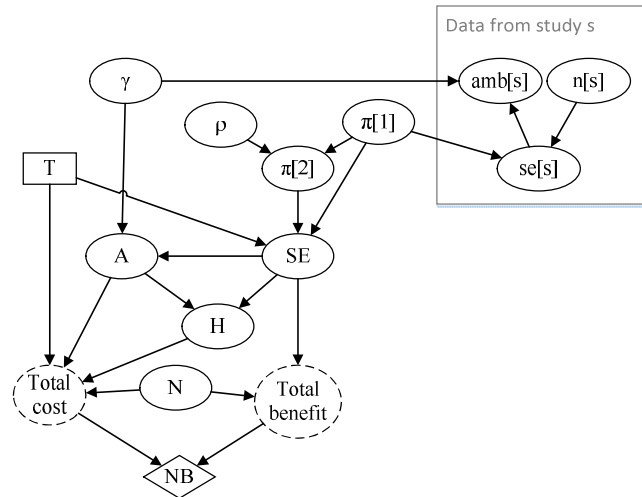 Data from study s
γ
amb[s]
n[s]
ρ
π[1]
T
π[2]
se[s]
A
SE
H
Total
cost
N
Total
benefit
NB